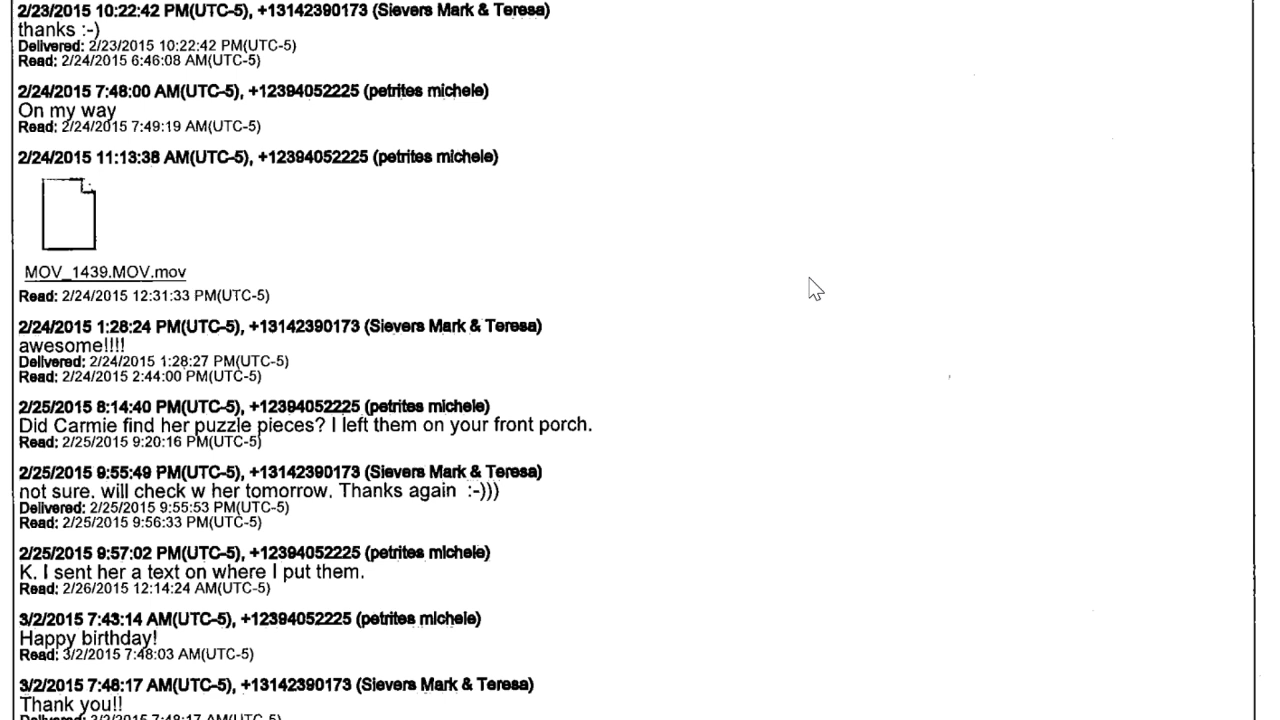 2/23/2015 10:22:42 PM(UTC-5), +13142390173 (Sievers Mark & Teresa)
thanks :-)
Delivered: 2/23/2015 10:22:42 PM(UTC-5)
Read: 2/24/2015 6:46:08 AM(UTC-5)
2/24/2015 7:48:00 AM(UTC-5), +12394052225 (petrites michele)
On my way
Read: 2/24/2015 7:49:19 AM(UTC-5)
2/24/2015 11:13:38 AM(UTC-5), +12394052225 (petrites michele)
MOV_1439.MOV.mov
Read: 2/24/2015 12:31:33 PM(UTC-5)
2/24/2015 1:28:24 PM(UTC-5), +13142390173 (Sievers Mark & Teresa)
awesome!!!!
Delivered: 2/24/2015 1:28:27 PM(UTC-5)
Read: 2/24/2015 2:44:00 PM(UTC-5)
2/25/2015 8:14:40 PM(UTC-5), +12394052225 (petrites michele)
Did Carmie find her puzzle pieces? I left them on your front porch.
Read: 2/25/2015 9:20:16 PM(UTC-5)
2/25/2015 9:55:49 PM(UTC-5), +13142390173 (Sievers Mark & Teresa)
not sure. will check w her tomorrow. Thanks again  :-)))
Delivered: 2/25/2015 9:55:53 PM(UTC-5)
Read: 2/25/2015 9:56:33 PM(UTC-5)
2/25/2015 9:57:02 PM(UTC-5), +12394052225 (petrites michele)
K. I sent her a text on where I put them.
Read: 2/26/2015 12:14:24 AM(UTC-5)
3/2/2015 7:43:14 AM(UTC-5), +12394052225 (petrites michele)
Happy birthday!
Read: 3/2/2015 7:48:03 AM(UTC-5)
3/2/2015 7:48:17 AM(UTC-5), +13142390173 (Sievers Mark & Teresa)
Thank you!!
Delivered: 3/2/2015 7:48:17 AM(UTC-5)